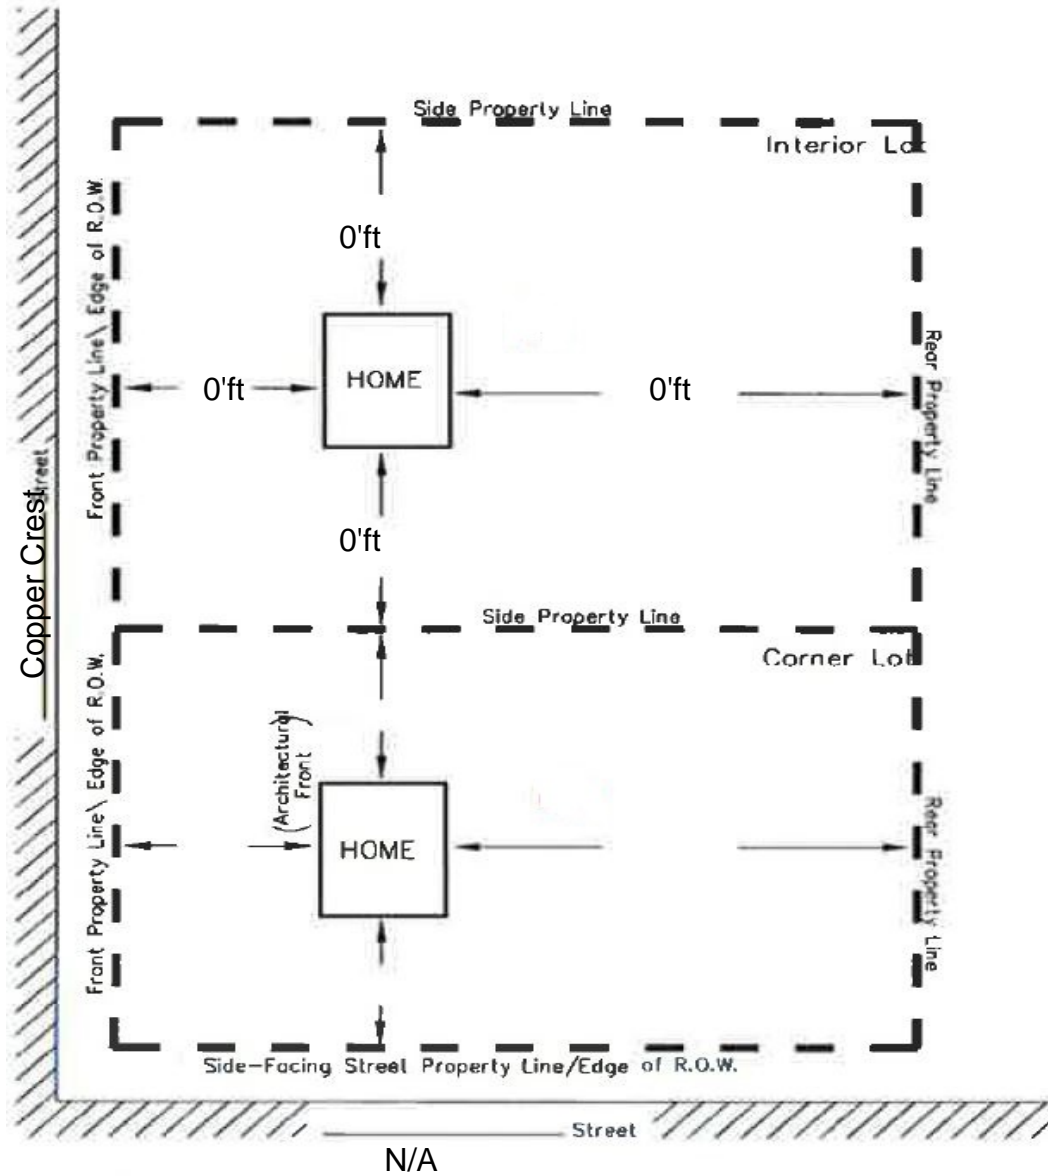 Side Property Line
Interior Lot
Front Property Line\ Edge of R.O.W.
0'ft
HOME
0'ft
0'ft
Rear Property Line
0'ft
Copper Crest
Street
Side Property Line
Corner Lot
Front Property Line\ Edge of R.O.W.
(Architectural
Front)
HOME
Rear Property Line
Side-Facing Street Property Line/Edge of R.O.W.
Street
N/A